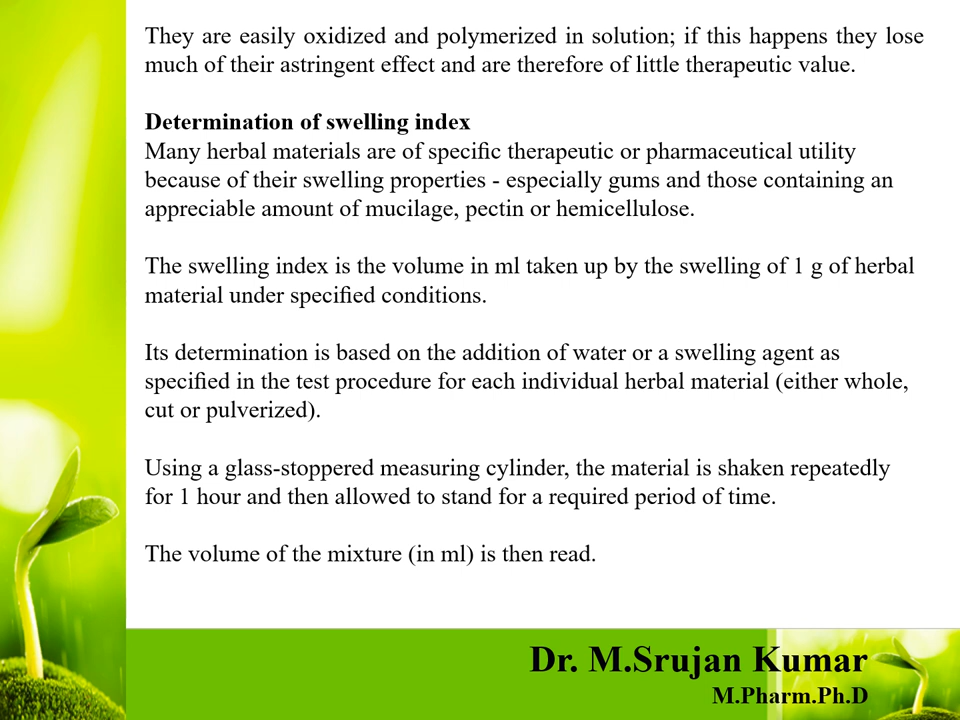 They are easily oxidized and polymerized in solution; if this happens they lose
much of their astringent effect and are therefore of little therapeutic value.
Determination of swelling index
Many herbal materials are of specific therapeutic or pharmaceutical utility
because of their swelling properties - especially gums and those containing an
appreciable amount of mucilage, pectin or hemicellulose.
The swelling index is the volume in ml taken up by the swelling of 1 g of herbal
material under specified conditions.
Its determination is based on the addition of water or a swelling agent as
specified in the test procedure for each individual herbal material (either whole,
cut or pulverized).
Using a glass-stoppered measuring cylinder, the material is shaken repeatedly
for 1 hour and then allowed to stand for a required period of time.
The volume of the mixture (in ml) is then read.
Dr. M.Srujan Kumar
M.Pharm.Ph.D